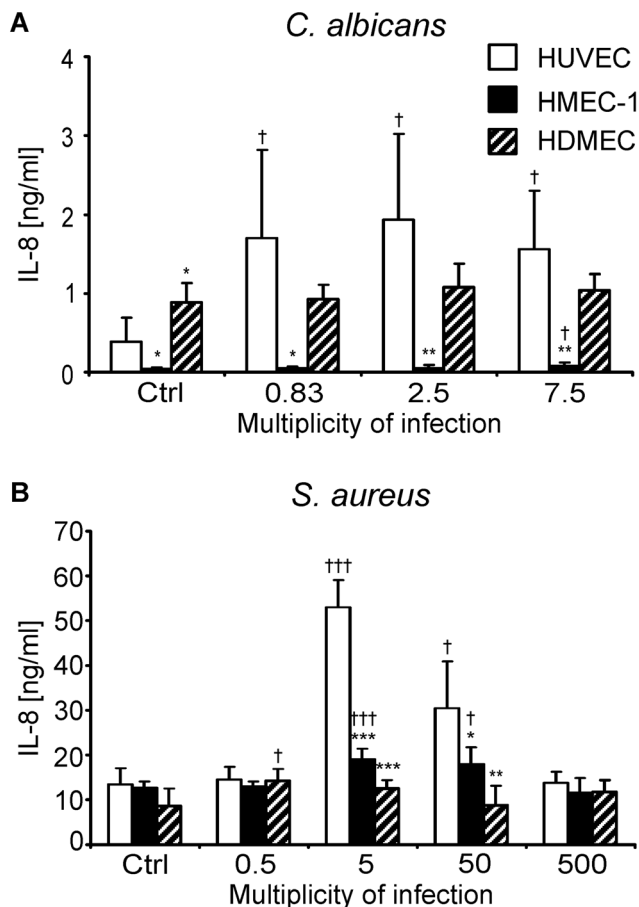 A
C. albicans
HUVEC
HMEC-1
HDMEC
IL-8 [ng/ml]
4
3
2
1
0
†
†
†
*
*
*
**
†
**
Ctrl 0.83 2.5 7.5
Multiplicity of infection
B
S. aureus
IL-8 [ng/ml]
70
60
50
40
30
20
10
0
†
†††
†††
***
***
†
†
*
**
Ctrl 0.5 5 50 500
Multiplicity of infection